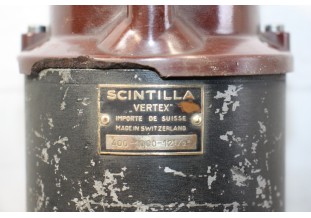 SCINTILLA
"VERTEX"
IMPORTE DE SUISSE
MADE IN SWITZERLAND